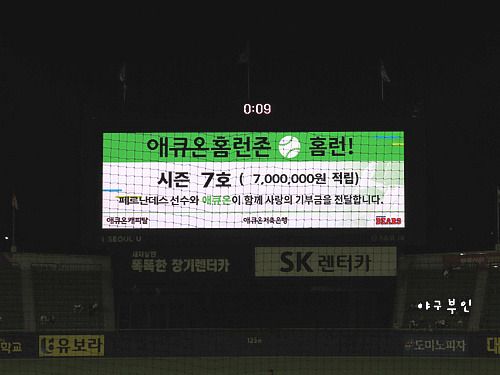 0:09
애큐온 홈런존 홈런!
시즌 7호 ( 7,000,000원 적립)
페르난데스 선수와 애큐온이 함께 사랑의 기부금을 전달합니다.
애큐온캐피탈 애큐온저축은행 BEARS
I SEOUL U
똑똑한 장기렌터카 SK 렌터카
야구부인
학교 유보라 125m 도미노피자 대